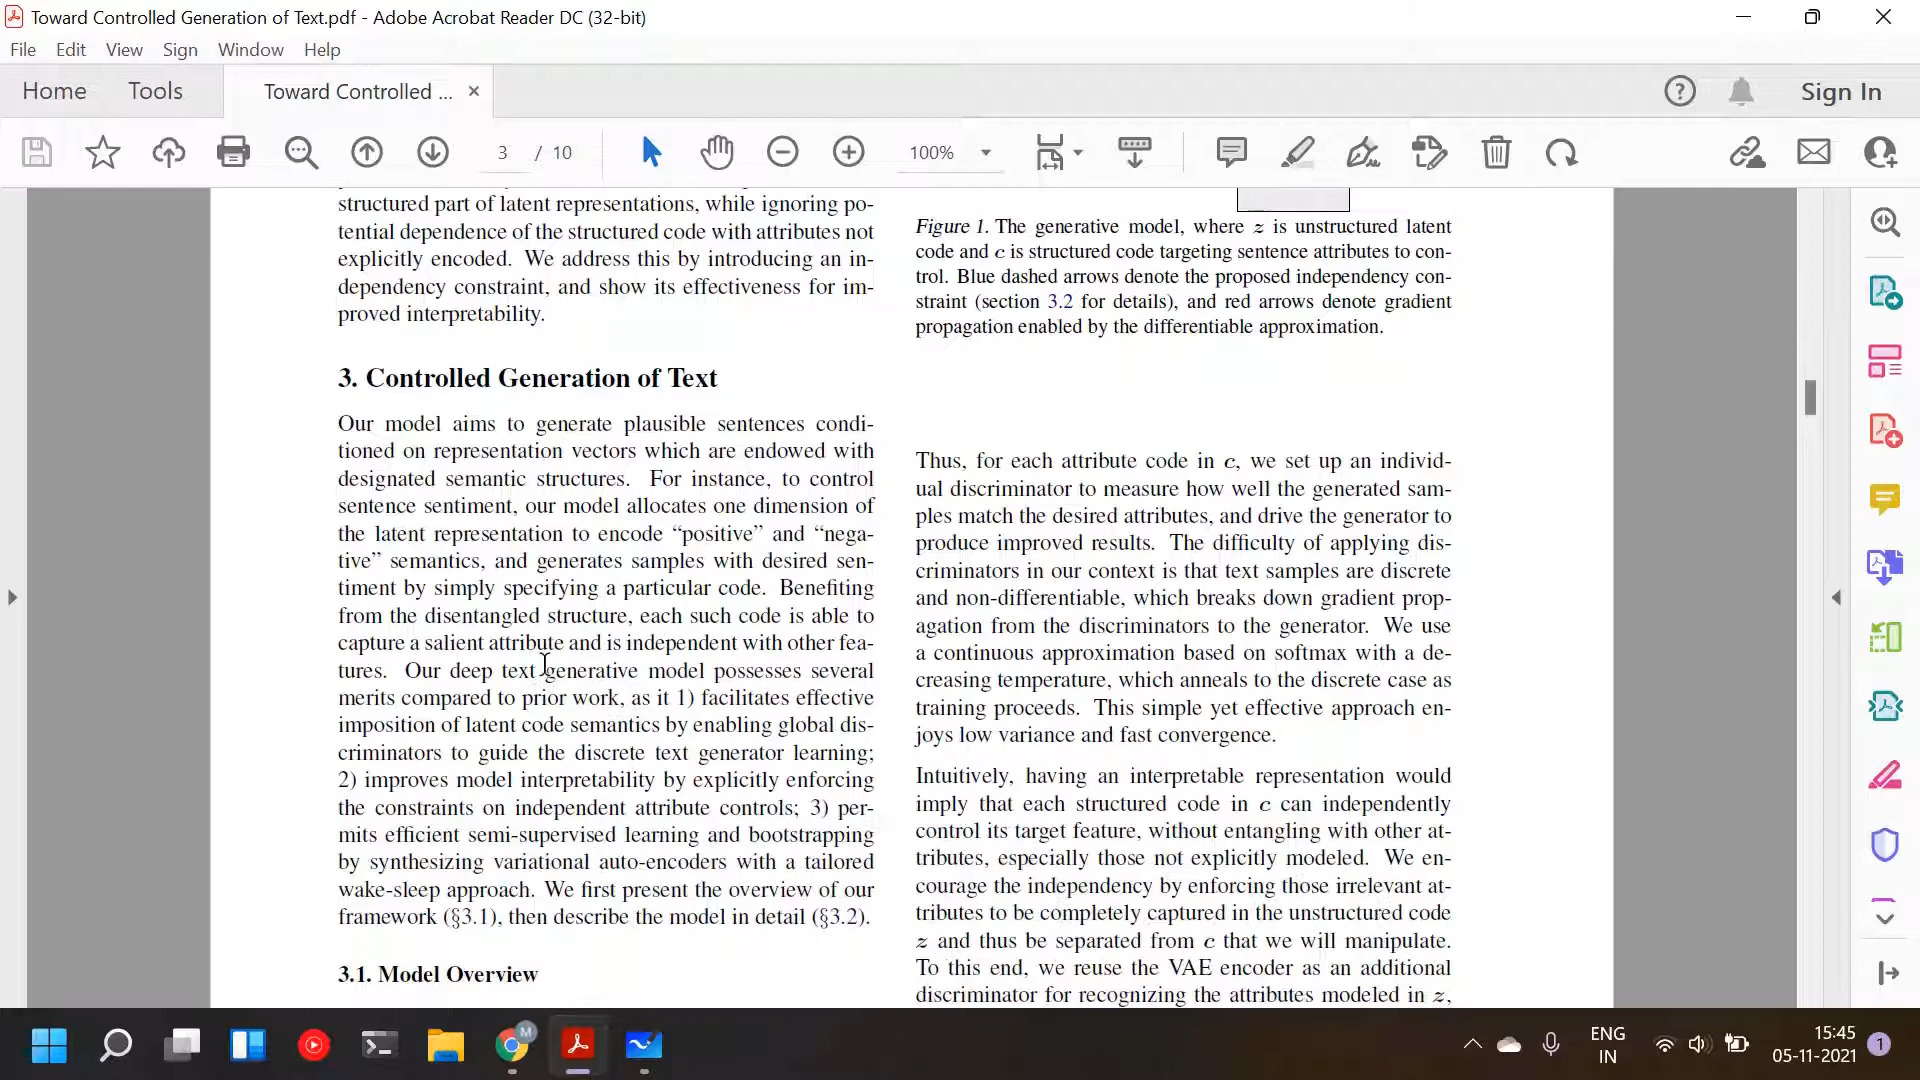 Toward Controlled Generation of Text.pdf - Adobe Acrobat Reader DC (32-bit)
File Edit View Sign Window Help
Home Tools Toward Controlled ... × Sign In
3 / 10 100%
structured part of latent representations, while ignoring po-
tential dependence of the structured code with attributes not
explicitly encoded. We address this by introducing an in-
dependency constraint, and show its effectiveness for im-
proved interpretability.
3. Controlled Generation of Text
Our model aims to generate plausible sentences condi-
tioned on representation vectors which are endowed with
designated semantic structures. For instance, to control
sentence sentiment, our model allocates one dimension of
the latent representation to encode “positive” and “nega-
tive” semantics, and generates samples with desired sen-
timent by simply specifying a particular code. Benefiting
from the disentangled structure, each such code is able to
capture a salient attribute and is independent with other fea-
tures. Our deep text generative model possesses several
merits compared to prior work, as it 1) facilitates effective
imposition of latent code semantics by enabling global dis-
criminators to guide the discrete text generator learning;
2) improves model interpretability by explicitly enforcing
the constraints on independent attribute controls; 3) per-
mits efficient semi-supervised learning and bootstrapping
by synthesizing variational auto-encoders with a tailored
wake-sleep approach. We first present the overview of our
framework (§3.1), then describe the model in detail (§3.2).
3.1. Model Overview
Figure 1. The generative model, where z is unstructured latent
code and c is structured code targeting sentence attributes to con-
trol. Blue dashed arrows denote the proposed independency con-
straint (section 3.2 for details), and red arrows denote gradient
propagation enabled by the differentiable approximation.
Thus, for each attribute code in c, we set up an individ-
ual discriminator to measure how well the generated sam-
ples match the desired attributes, and drive the generator to
produce improved results. The difficulty of applying dis-
criminators in our context is that text samples are discrete
and non-differentiable, which breaks down gradient prop-
agation from the discriminators to the generator. We use
a continuous approximation based on softmax with a de-
creasing temperature, which anneals to the discrete case as
training proceeds. This simple yet effective approach en-
joys low variance and fast convergence.
Intuitively, having an interpretable representation would
imply that each structured code in c can independently
control its target feature, without entangling with other at-
tributes, especially those not explicitly modeled. We en-
courage the independency by enforcing those irrelevant at-
tributes to be completely captured in the unstructured code
z and thus be separated from c that we will manipulate.
To this end, we reuse the VAE encoder as an additional
discriminator for recognizing the attributes modeled in z,
M
ENG
IN
15:45
05-11-2021
1